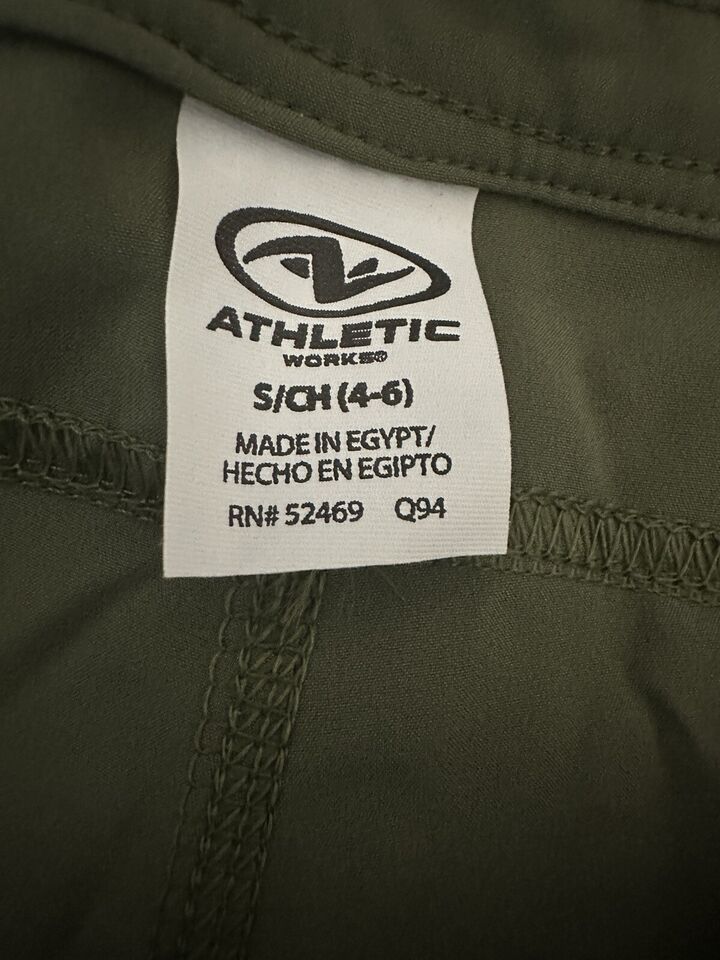 ATHLETIC
WORKS®
S/CH (4-6)
MADE IN EGYPT/
HECHO EN EGIPTO
RN# 52469 Q94